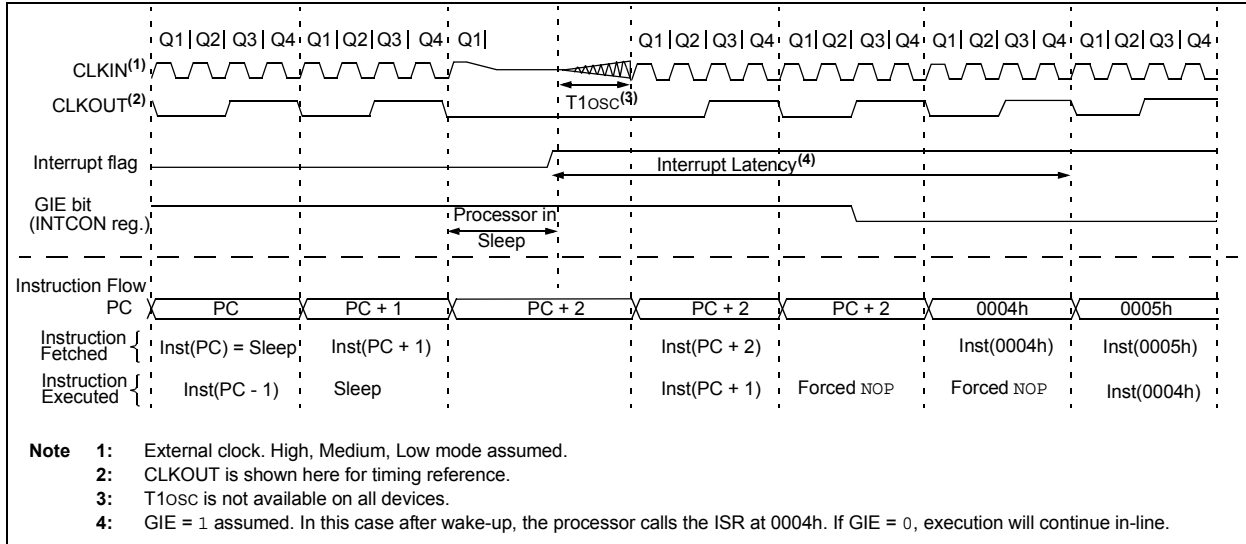 Q1| Q2| Q3| Q4 Q1| Q2| Q3| Q4 Q1| Q1| Q2| Q3| Q4 Q1| Q2| Q3| Q4 Q1| Q2| Q3| Q4 Q1| Q2| Q3| Q4
CLKIN(1)
CLKOUT(2)
T1OSC(3)
Interrupt flag
Interrupt Latency(4)
GIE bit
(INTCON reg.)
Processor in
Sleep
Instruction Flow
PC PC PC + 1 PC + 2 PC + 2 PC + 2 0004h 0005h
Instruction
Fetched
Inst(PC) = Sleep Inst(PC + 1) Inst(PC + 2) Inst(0004h) Inst(0005h)
Instruction
Executed
Inst(PC - 1) Sleep Inst(PC + 1) Forced NOP Forced NOP Inst(0004h)
Note 1: External clock. High, Medium, Low mode assumed.
2: CLKOUT is shown here for timing reference.
3: T1OSC is not available on all devices.
4: GIE = 1 assumed. In this case after wake-up, the processor calls the ISR at 0004h. If GIE = 0, execution will continue in-line.